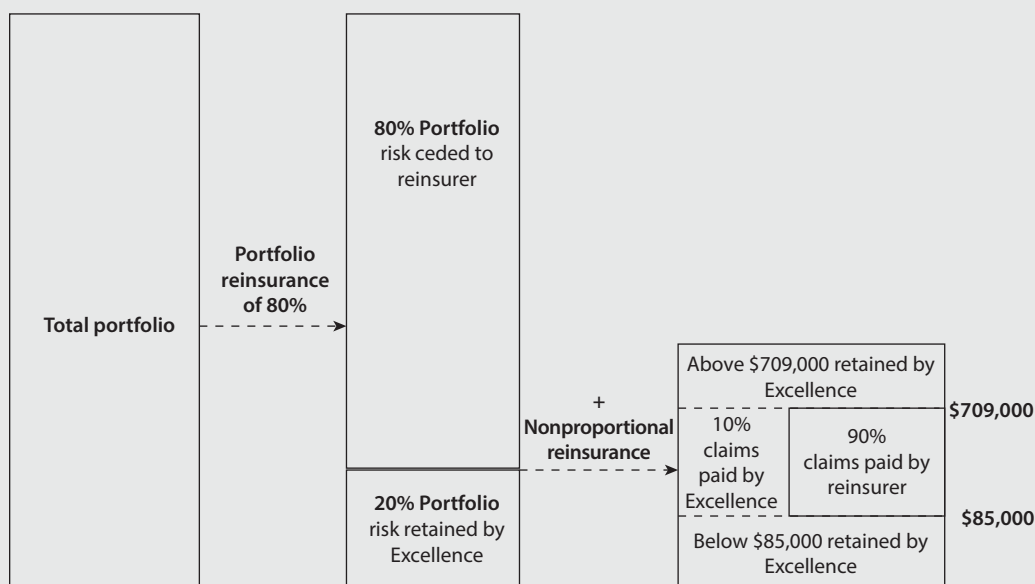 Total portfolio
Portfolio
reinsurance
of 80%
80% Portfolio
risk ceded to
reinsurer
20% Portfolio
risk retained by
Excellence
+
Nonproportional
reinsurance
Above $709,000 retained by
Excellence
$709,000
10%
claims
paid by
Excellence
90%
claims paid by
reinsurer
$85,000
Below $85,000 retained by
Excellence